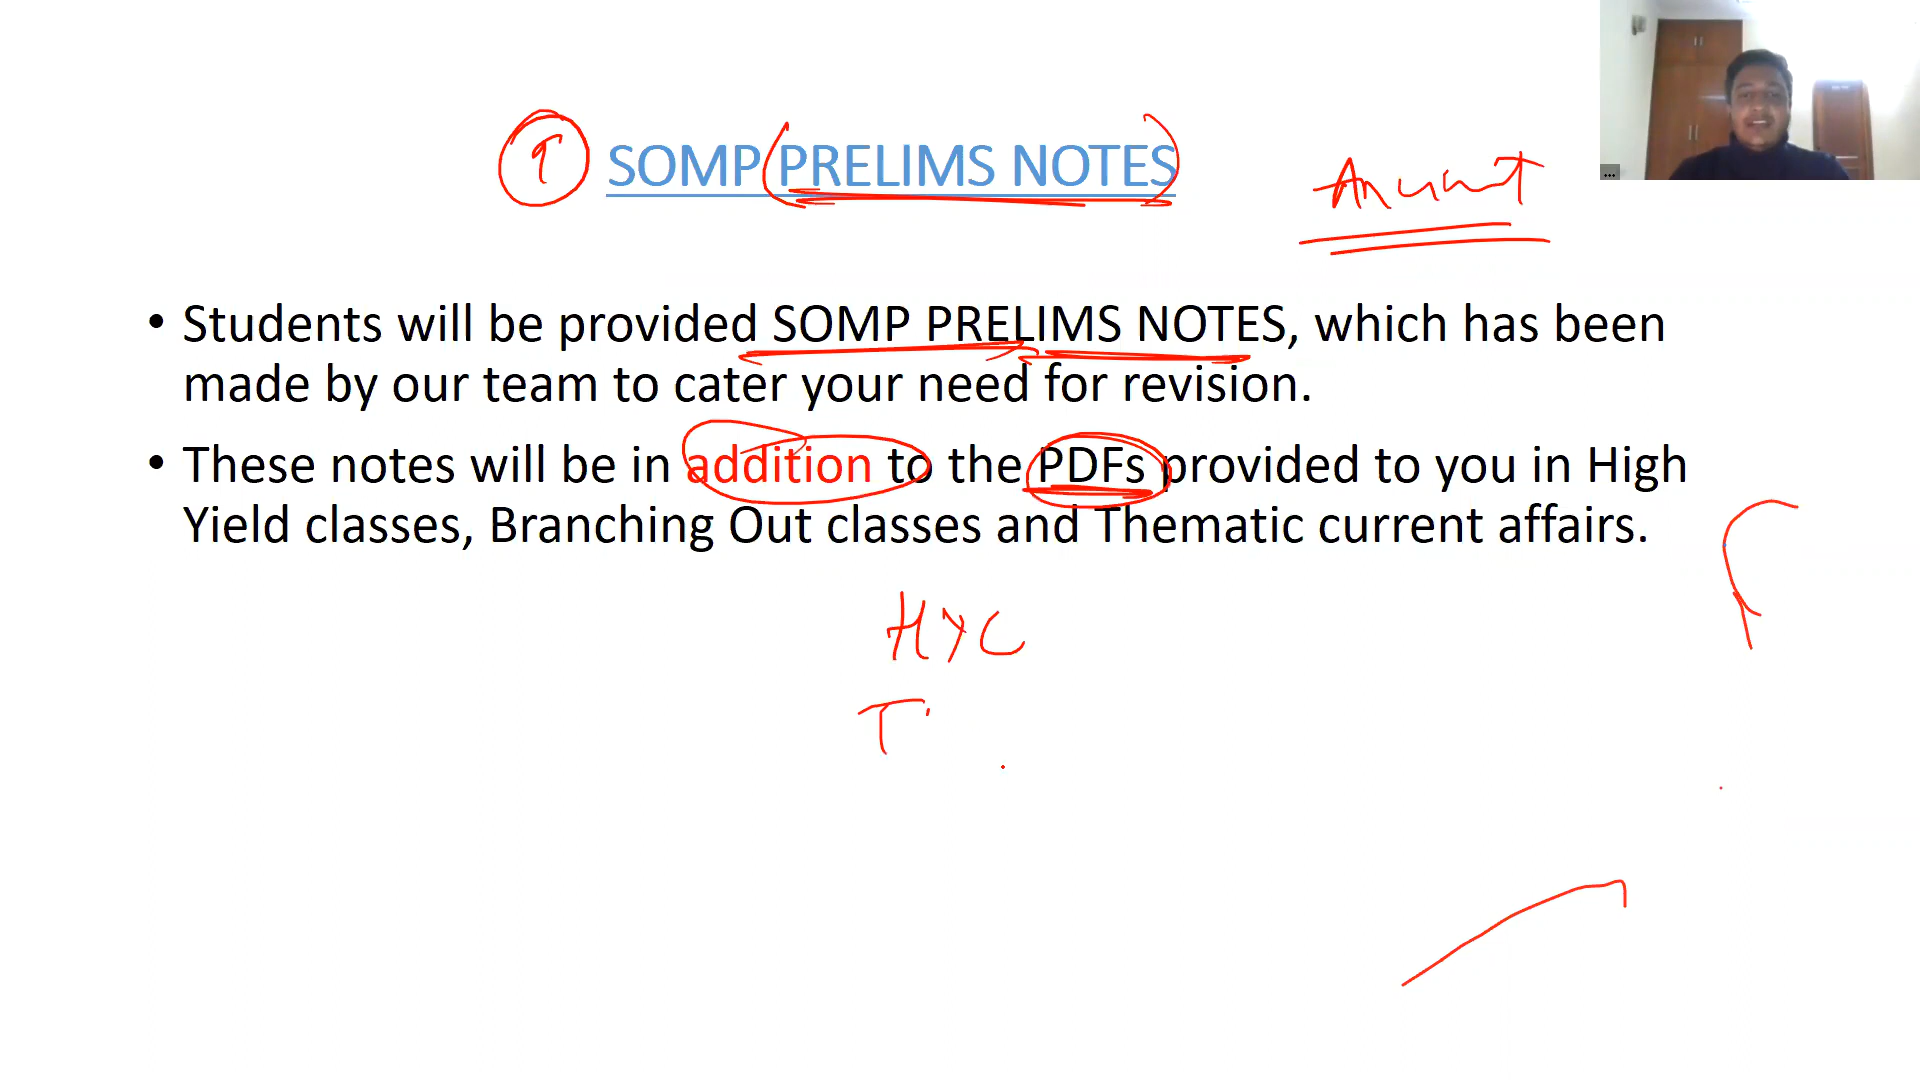 SOMP PRELIMS NOTES
• Students will be provided SOMP PRELIMS NOTES, which has been
made by our team to cater your need for revision.
• These notes will be in addition to the PDFs provided to you in High
Yield classes, Branching Out classes and Thematic current affairs.
HYC
T